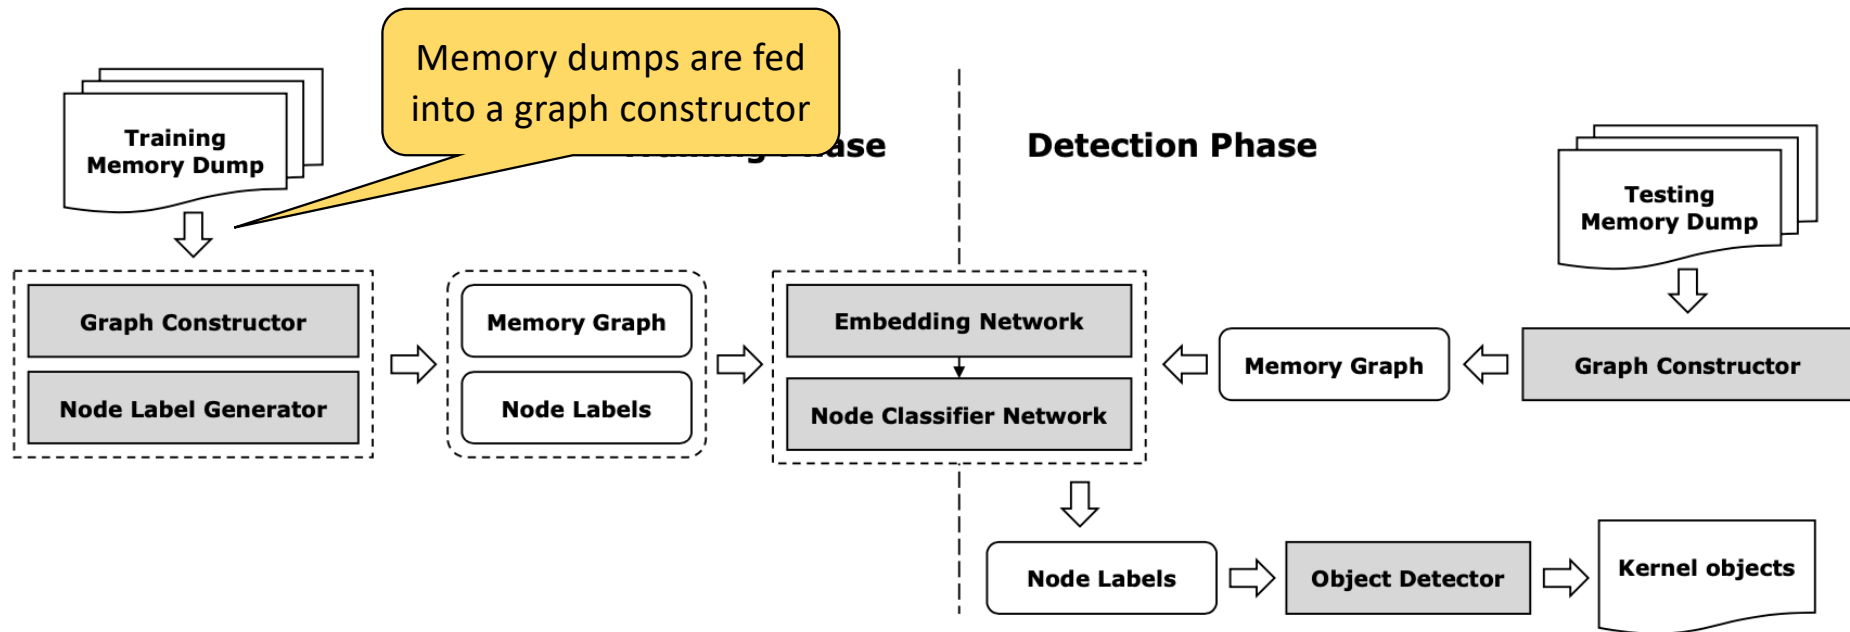 Memory dumps are fed
into a graph constructor
Training
Memory Dump
Detection Phase
Testing
Memory Dump
Graph Constructor
Node Label Generator
Memory Graph
Node Labels
Embedding Network
Node Classifier Network
Memory Graph
Graph Constructor
Node Labels
Object Detector
Kernel objects